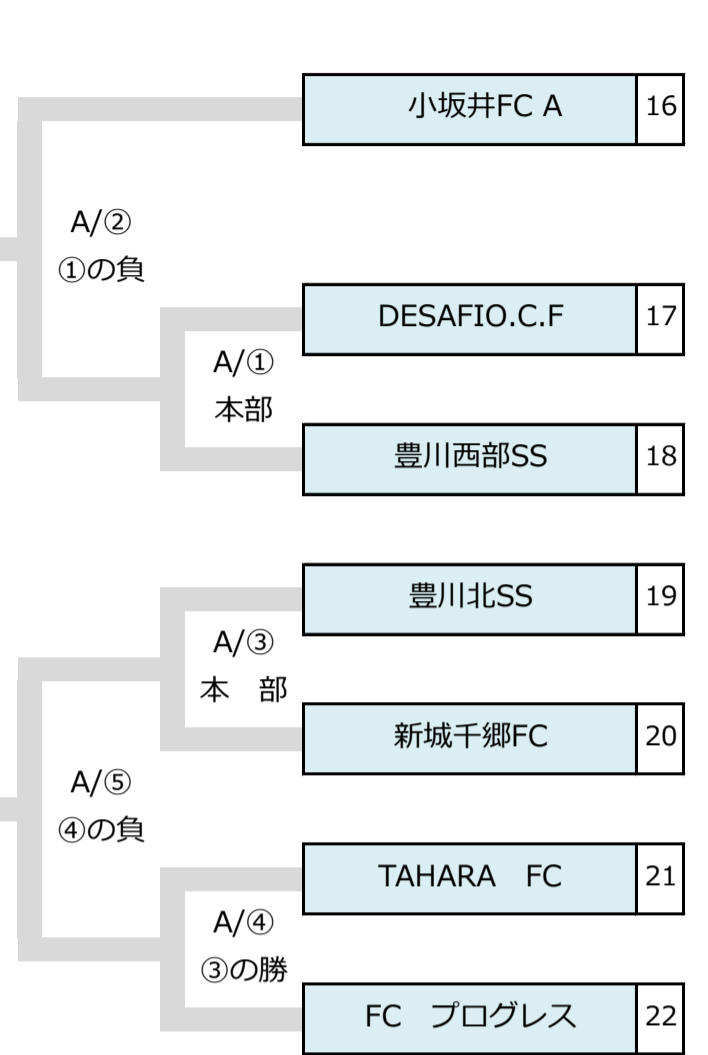 小坂井FC A 16
A/②
①の負
DESAFIO.C.F 17
A/①
本部
豊川西部SS 18
豊川北SS 19
A/③
本　部
新城千郷FC 20
A/⑤
④の負
TAHARA　FC 21
A/④
③の勝
FC　プログレス 22